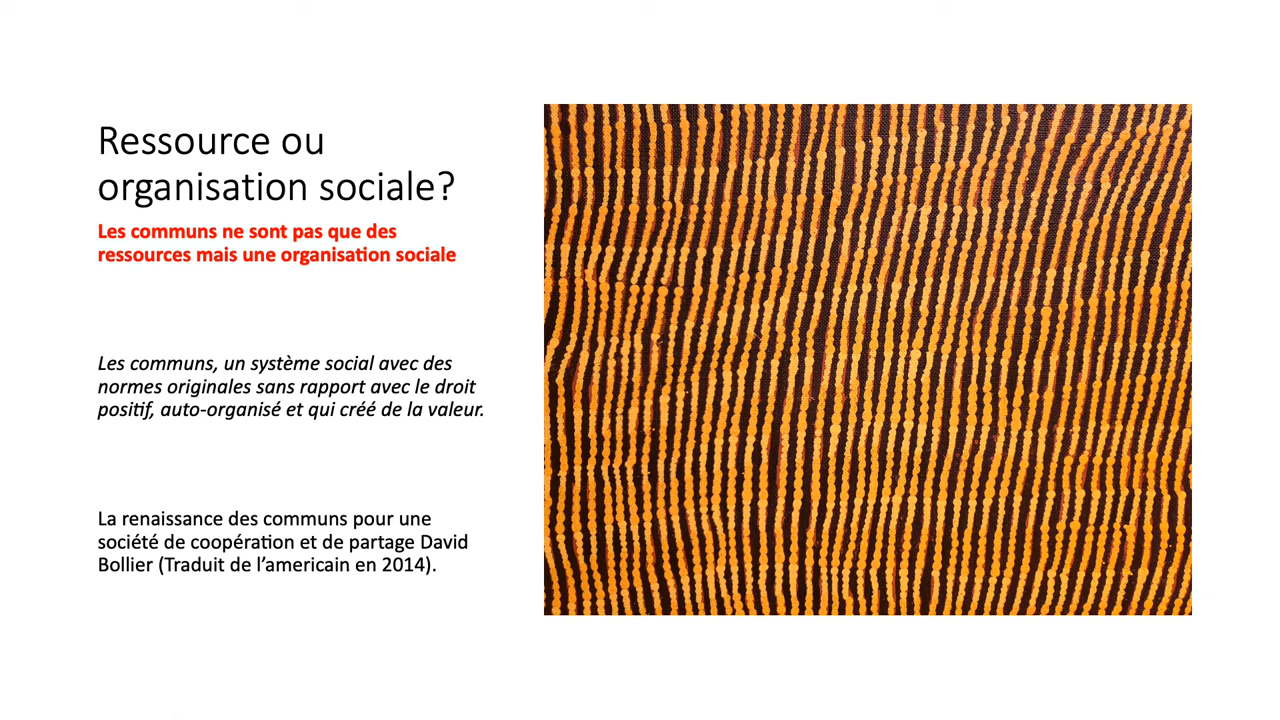 Ressource ou
organisation sociale?
Les communs ne sont pas que des
ressources mais une organisation sociale
Les communs, un système social avec des
normes originales sans rapport avec le droit
positif, auto-organisé et qui créé de la valeur.
La renaissance des communs pour une
société de coopération et de partage David
Bollier (Traduit de l’americain en 2014).